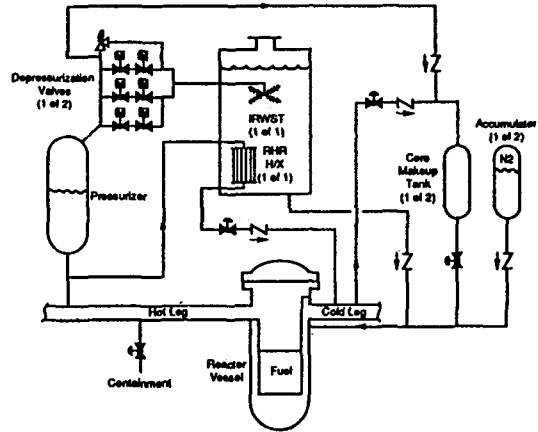 Depressurization
Valves
(1 of 2)
IRWST
(1 of 1)
RHR
H/X
(1 of 1)
Pressurizer
Accumulator
(1 of 2)
N2
Core
Makeup
Tank
(1 of 2)
Hot Leg
Cold Leg
Reactor
Vessel
Fuel
Containment